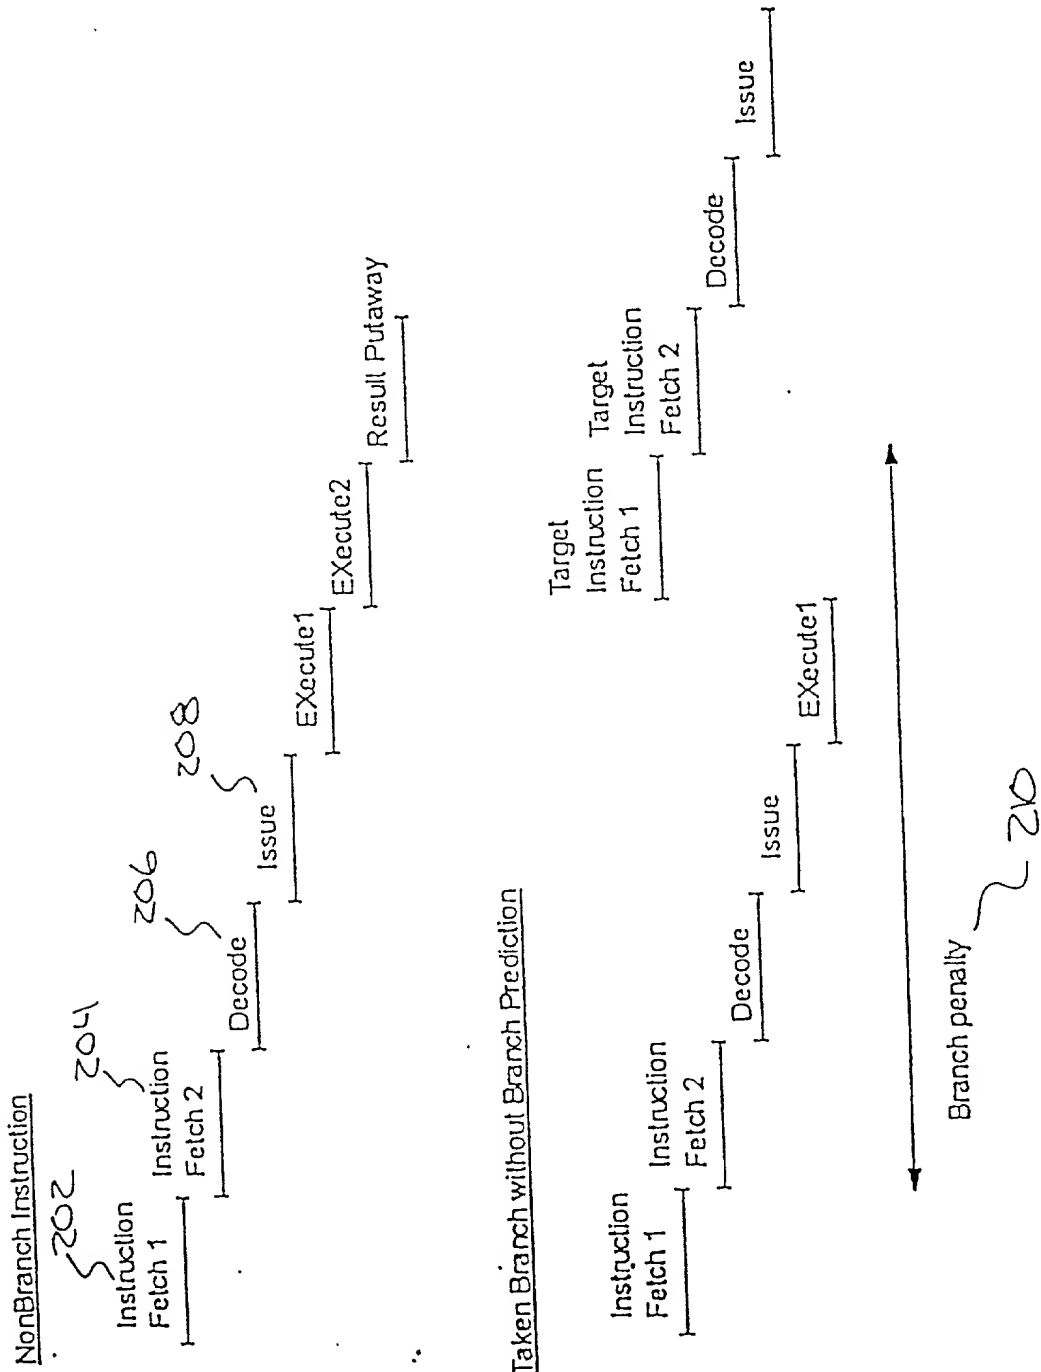 NonBranch Instruction
202
Instruction
Fetch 1
204
Instruction
Fetch 2
206
Decode
208
Issue
EXecute1
EXecute2
Result Putaway
Taken Branch without Branch Prediction
Instruction
Fetch 1
Instruction
Fetch 2
Decode
Issue
EXecute1
Target
Instruction
Fetch 1
Target
Instruction
Fetch 2
Decode
Issue
Branch penalty
210